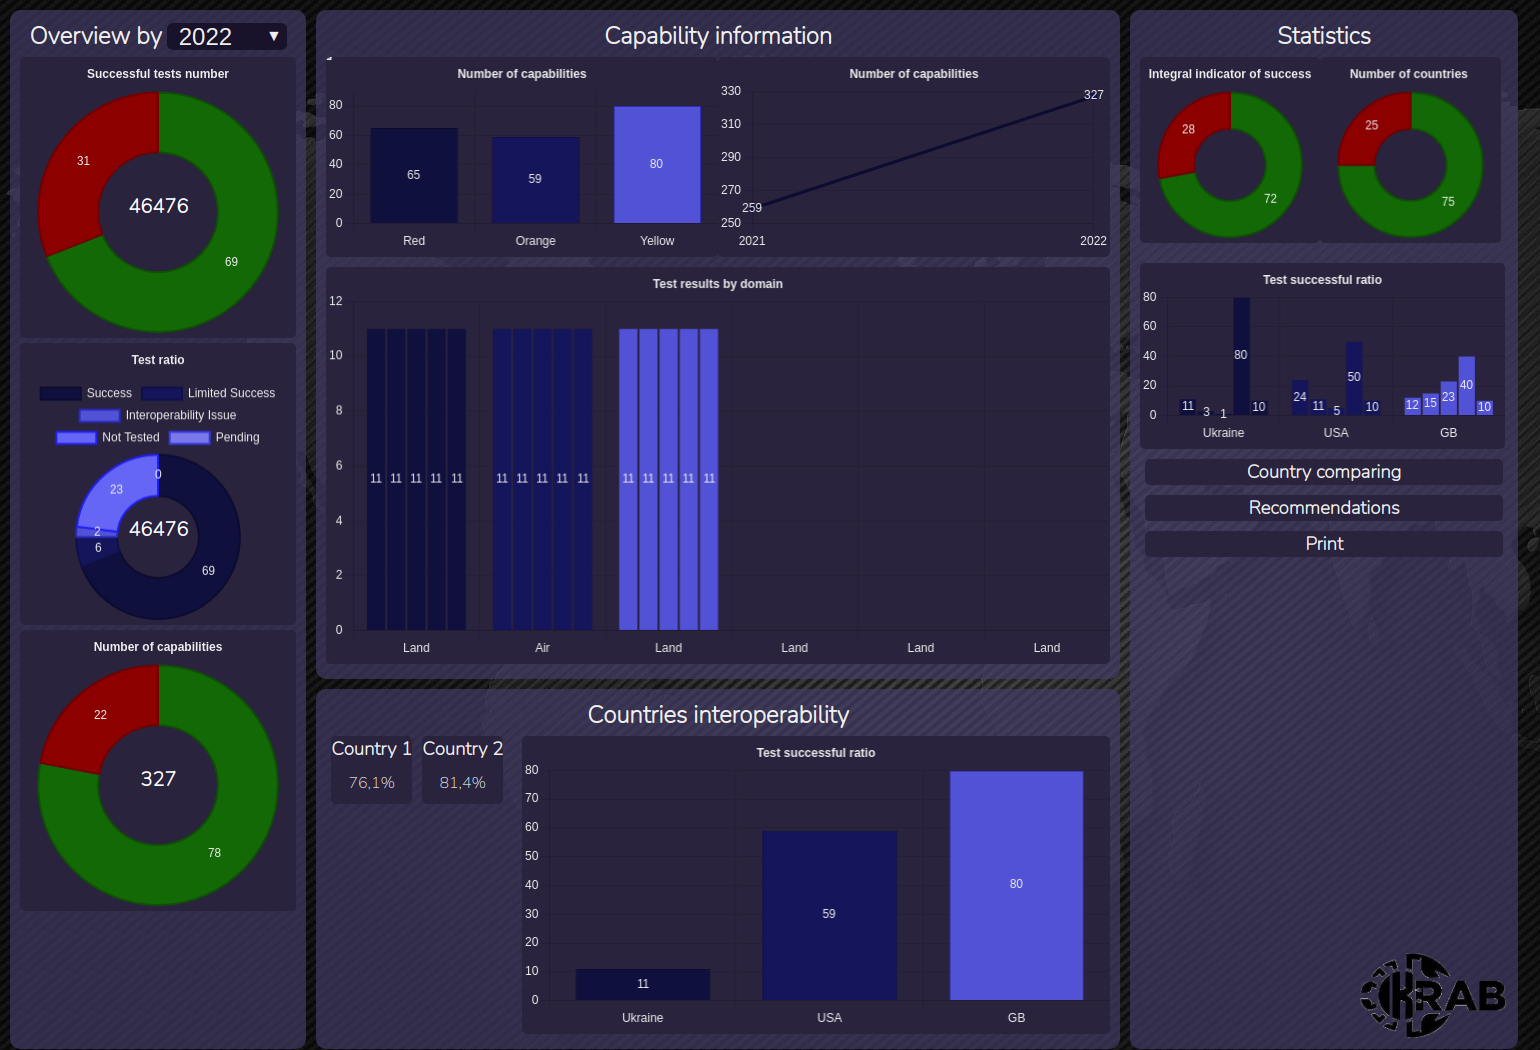 Overview by 2022
Successful tests number
31
46476
69
Test ratio
Success Limited Success
Interoperability Issue
Not Tested Pending
0
23
2
46476
6
69
Number of capabilities
22
327
78
Capability information
Number of capabilities
80
60
40
20
0
65
59
80
Red Orange Yellow
Number of capabilities
330
310
290
270
250
327
259
2021 2022
Test results by domain
12
10
8
6
4
2
0
11 11 11 11 11 11 11 11 11 11 11 11 11 11 11
Land Air Land Land Land Land
Countries interoperability
Country 1 Country 2
76,1% 81,4%
Test successful ratio
80
70
60
50
40
30
20
10
0
11
59
80
Ukraine USA GB
Statistics
Integral indicator of success
28
72
Number of countries
25
75
Test successful ratio
80
60
40
20
0
11 3 1 80 10 24 11 5 50 10 12 15 23 40 10
Ukraine USA GB
Country comparing
Recommendations
Print
KRAB